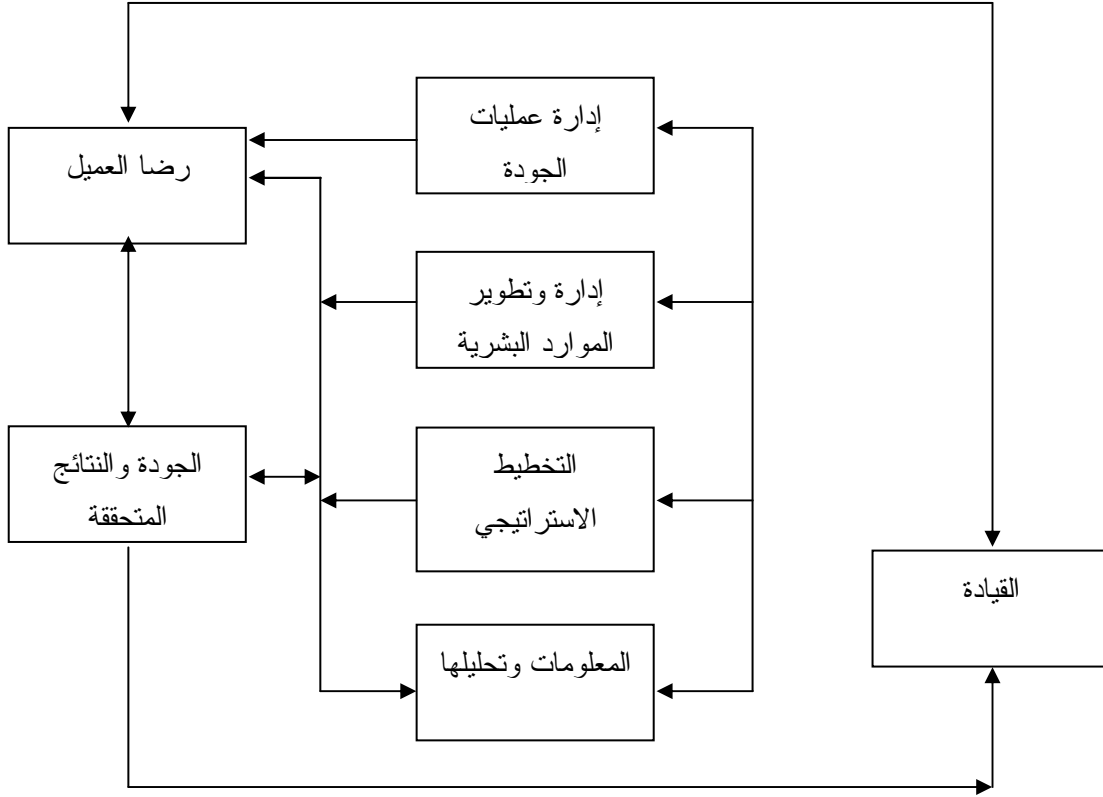 إدارة عمليات
الجودة
رضا العميل
إدارة وتطوير
الموارد البشرية
التخطيط
الاستراتيجي
الجودة والنتائج
المتحققة
القيادة
المعلومات وتحليلها